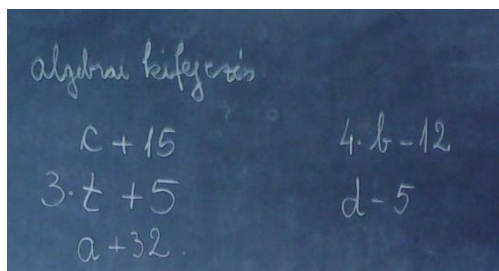 algebrai kifejezés
c + 15
4·b - 12
3·t + 5
d - 5
a + 32.